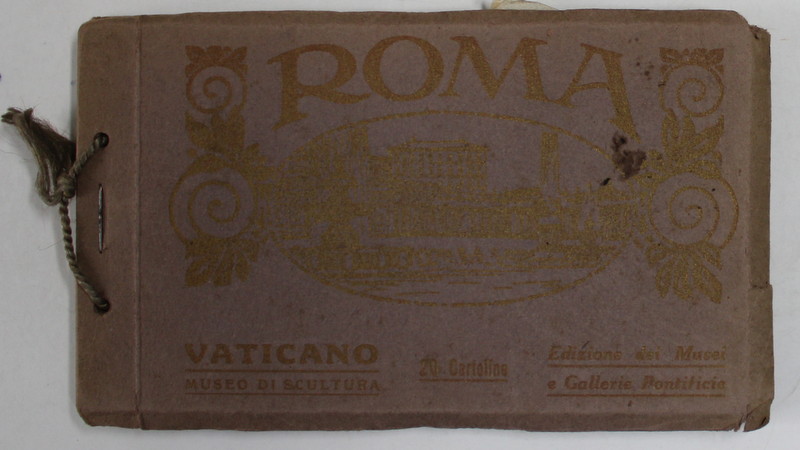 ROMA
VATICANO
MUSEO DI SCULTURA
20 Cartoline
Edizione dei Musei
e Gallerie Pontificie